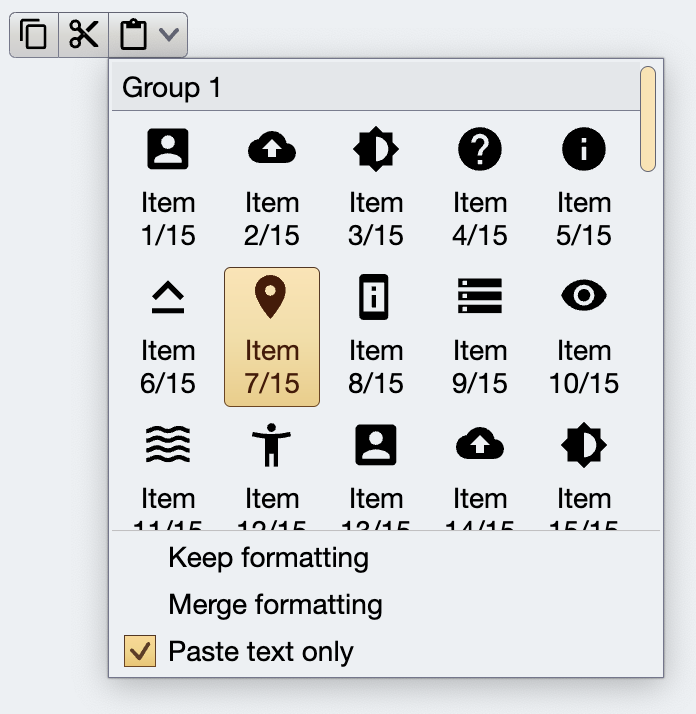 Group 1
Item Item Item Item Item
1/15 2/15 3/15 4/15 5/15
Item Item Item Item Item
6/15 7/15 8/15 9/15 10/15
Item Item Item Item Item
11/15 12/15 13/15 14/15 15/15
Keep formatting
Merge formatting
Paste text only